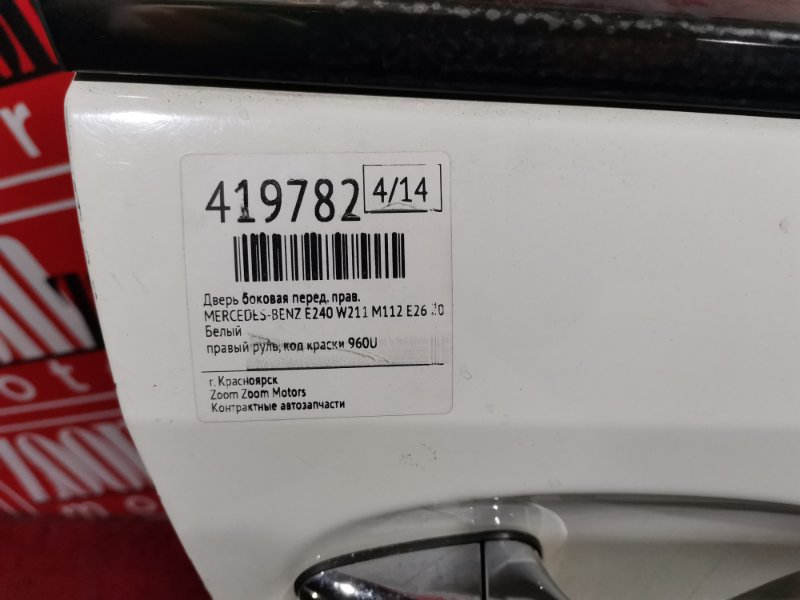 419782 4/14
Дверь боковая перед. прав.
MERCEDES-BENZ E240 W211 M112 E26 20
Белый
правый руль, код краски 960U
г. Красноярск
Zoom Zoom Motors
Контрактные автозапчасти